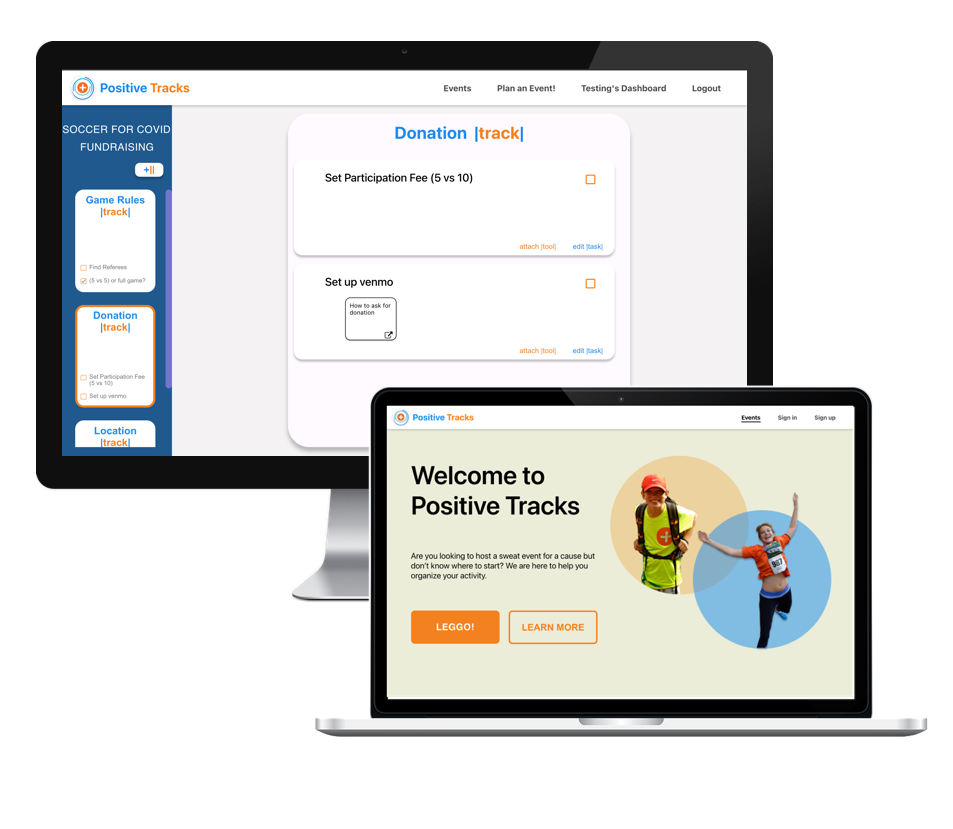 Positive Tracks
Events
Plan an Event!
Testing's Dashboard
Logout
SOCCER FOR COVID
FUNDRAISING
+||
Game Rules
|track|
Find Referees
(5 vs 5) or full game?
Donation
|track|
Set Participation Fee
(5 vs 10)
Set up venmo
Location
|track|
Donation |track|
Set Participation Fee (5 vs 10)
attach |tool|
edit |task|
Set up venmo
How to ask for
donation
attach |tool|
edit |task|
Positive Tracks
Events
Sign in
Sign up
Welcome to
Positive Tracks
Are you looking to host a sweat event for a cause but
don't know where to start? We are here to help you
organize your activity.
LEGGO!
LEARN MORE